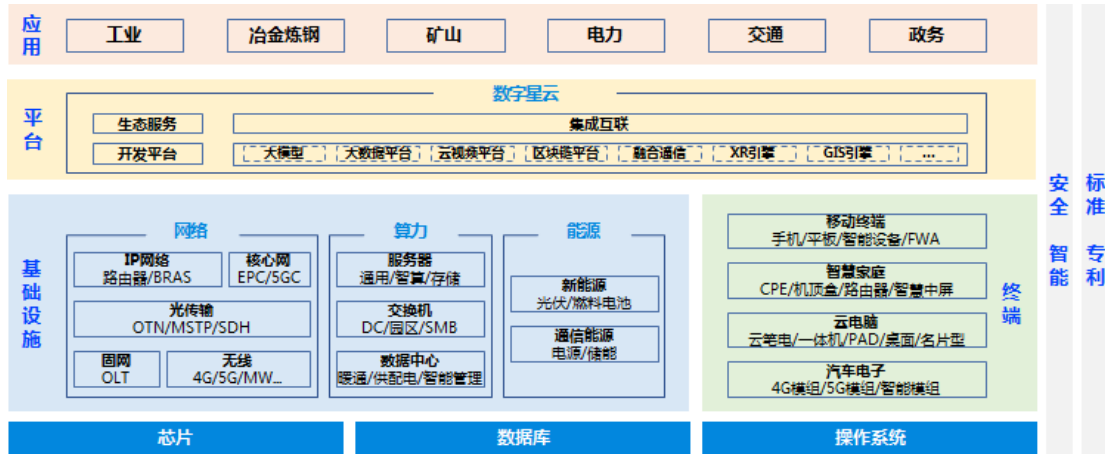 应用
工业
冶金炼钢
矿山
电力
交通
政务
平台
数字星云
生态服务
集成互联
开发平台
大模型
大数据平台
云视频平台
区块链平台
融合通信
XR引擎
GIS引擎
...
基础设施
网络
IP网络
路由器/BRAS
核心网
EPC/5GC
光传输
OTN/MSTP/SDH
固网
OLT
无线
4G/5G/MW...
算力
服务器
通用/智算/存储
交换机
DC/园区/SMB
数据中心
暖通/供配电/智能管理
能源
新能源
光伏/燃料电池
通信能源
电源/储能
移动终端
手机/平板/智能设备/FWA
智慧家庭
CPE/机顶盒/路由器/智慧中屏
云电脑
云笔电/一体机/PAD/桌面/名片型
汽车电子
4G模组/5G模组/智能模组
终端
芯片
数据库
操作系统
安全 智能
标准 专利